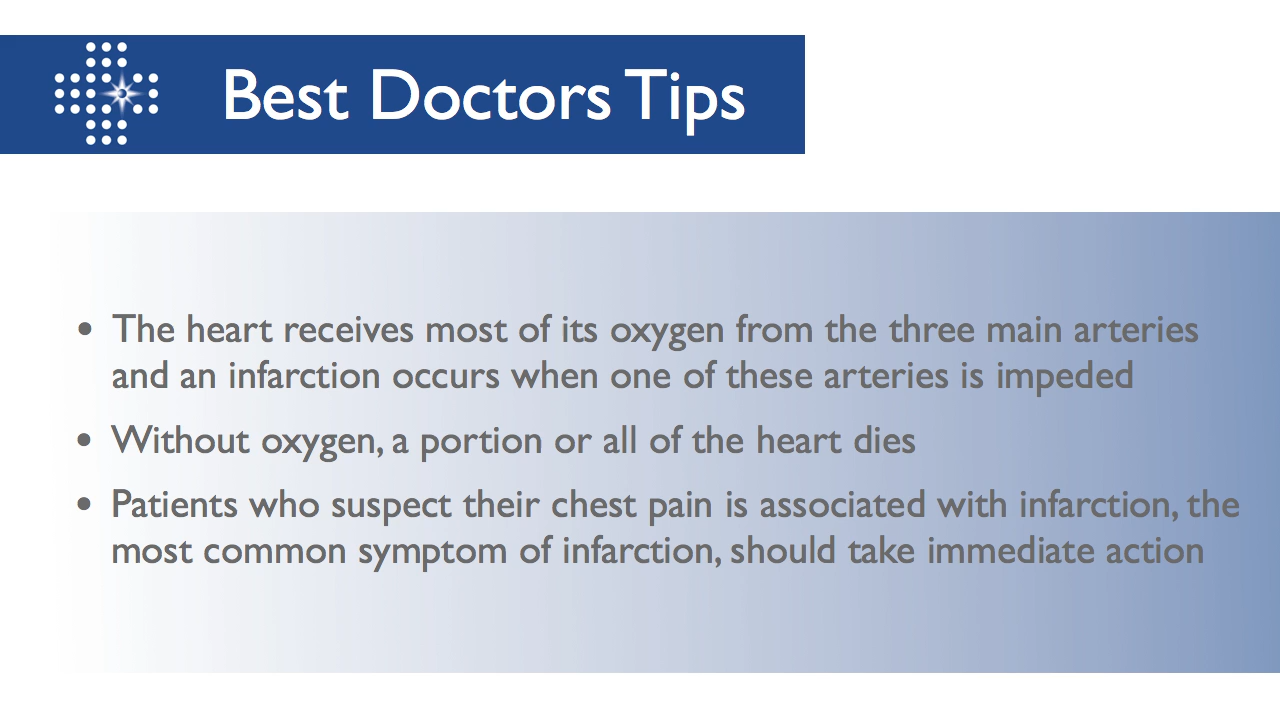 Best Doctors Tips
• The heart receives most of its oxygen from the three main arteries
and an infarction occurs when one of these arteries is impeded
• Without oxygen, a portion or all of the heart dies
• Patients who suspect their chest pain is associated with infarction, the
most common symptom of infarction, should take immediate action